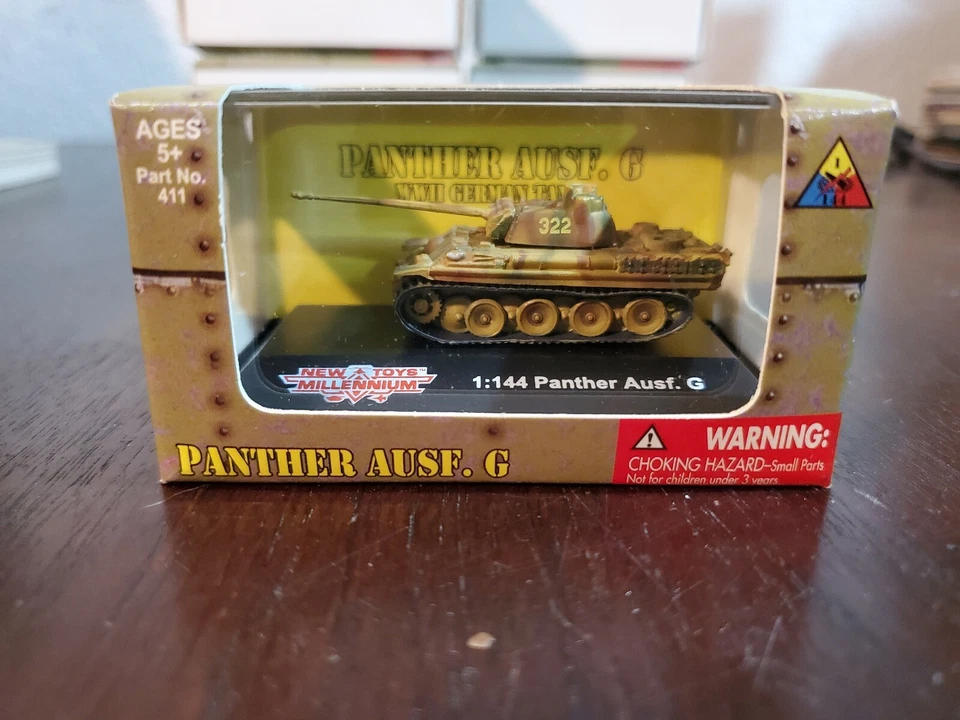 AGES
5+
Part No.
411
PANTHER AUSF. G
WWII GERMAN TANK
1
322
NEW TOYS
MILLENNIUM
1:144 Panther Ausf. G
PANTHER AUSF. G
WARNING:
CHOKING HAZARD–Small Parts
Not for children under 3 years